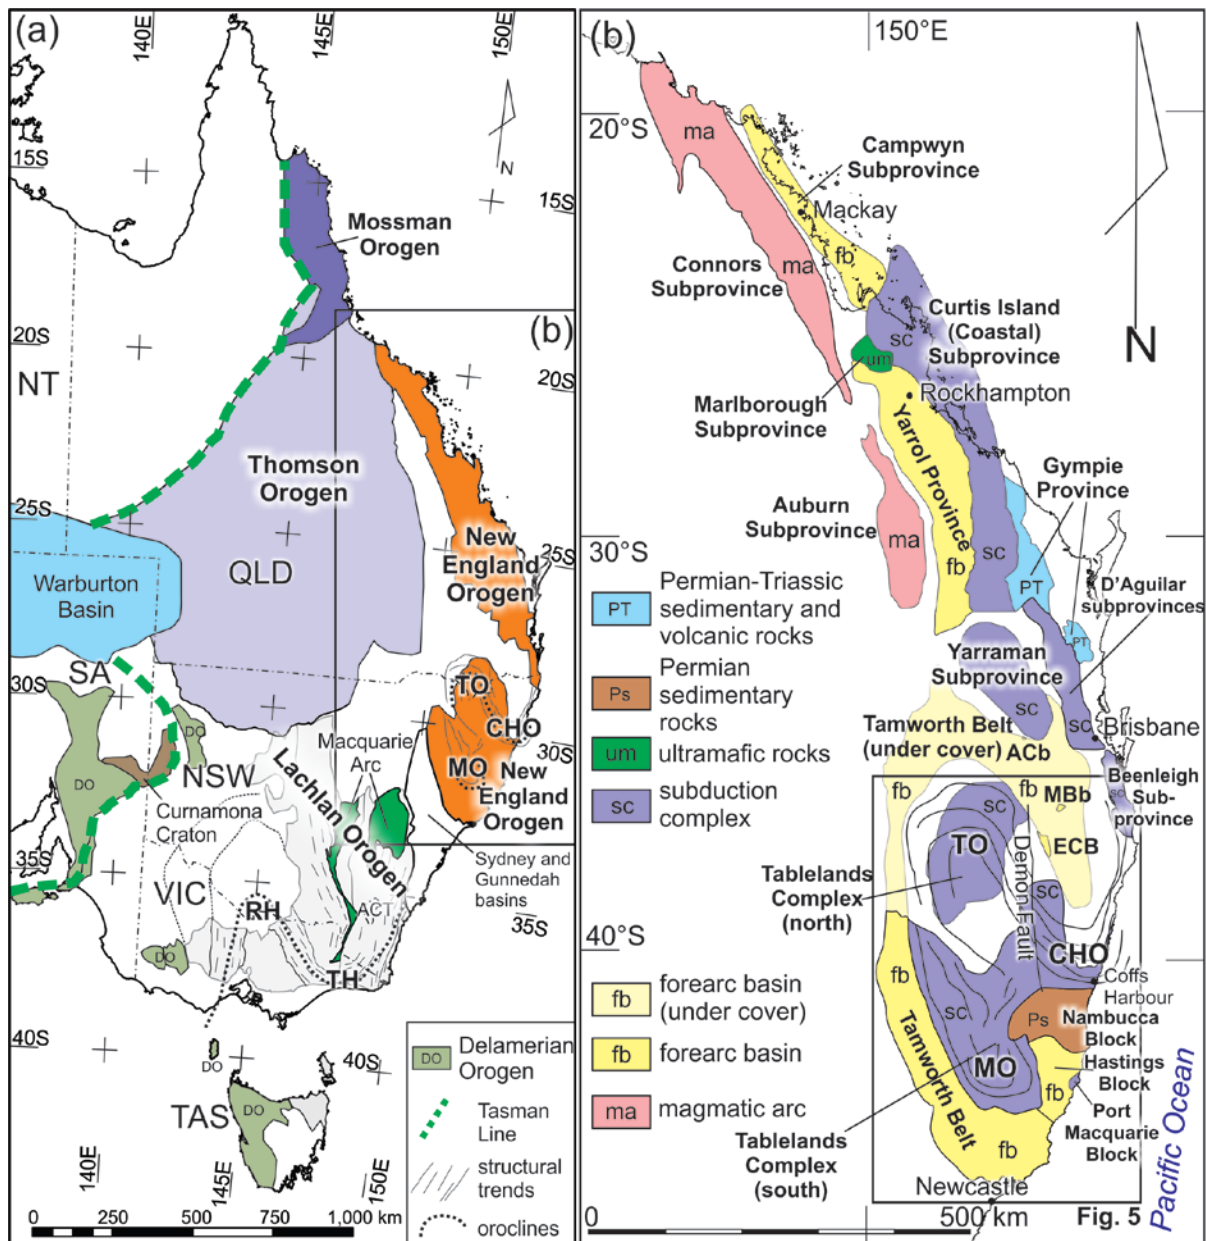 (a)
140E
145E
150E
15S
15S
N
Mossman
Orogen
20S
(b)
NT
20S
Thomson
Orogen
25S
New
England
Orogen
25S
QLD
Warburton
Basin
SA
30S
TO
DO
CHO
30S
Macquarie
Arc
NSW
DO
MO
New
England
Orogen
Lachlan Orogen
Curnamona
Craton
35S
Sydney and
Gunnedah
basins
VIC
RH
ACT
35S
DO
TH
40S
DO
40S
TAS
DO
140E
145E
150E
DO
Delamerian
Orogen
Tasman
Line
structural
trends
oroclines
0
250
500
750
1,000 km
(b)
150°E
20°S
ma
Campwyn
Subprovince
Mackay
fb
Connors
Subprovince
ma
N
Curtis Island
(Coastal)
Subprovince
sc
um
Rockhampton
Marlborough
Subprovince
Yarrol Province
Gympie
Province
Auburn
Subprovince
ma
30°S
fb
sc
PT
D'Aguilar
subprovinces
PT
Permian-Triassic
sedimentary and
volcanic rocks
PT
Yarraman
Subprovince
Ps
Permian
sedimentary
rocks
sc
sc
Brisbane
Tamworth Belt
(under cover)
ACb
um
ultramafic rocks
Beenleigh
Sub-
province
sc
sc
subduction
complex
fb
sc
fb
MBb
TO
ECB
Demon Fault
Tablelands
Complex
(north)
sc
40°S
CHO
fb
forearc basin
(under cover)
fb
Coffs
Harbour
sc
Ps
Nambucca
Block
fb
forearc basin
Tamworth Belt
MO
Hastings
Block
fb
ma
magmatic arc
Port
Macquarie
Block
Tablelands
Complex
(south)
fb
Newcastle
Pacific Ocean
0
500 km
Fig. 5